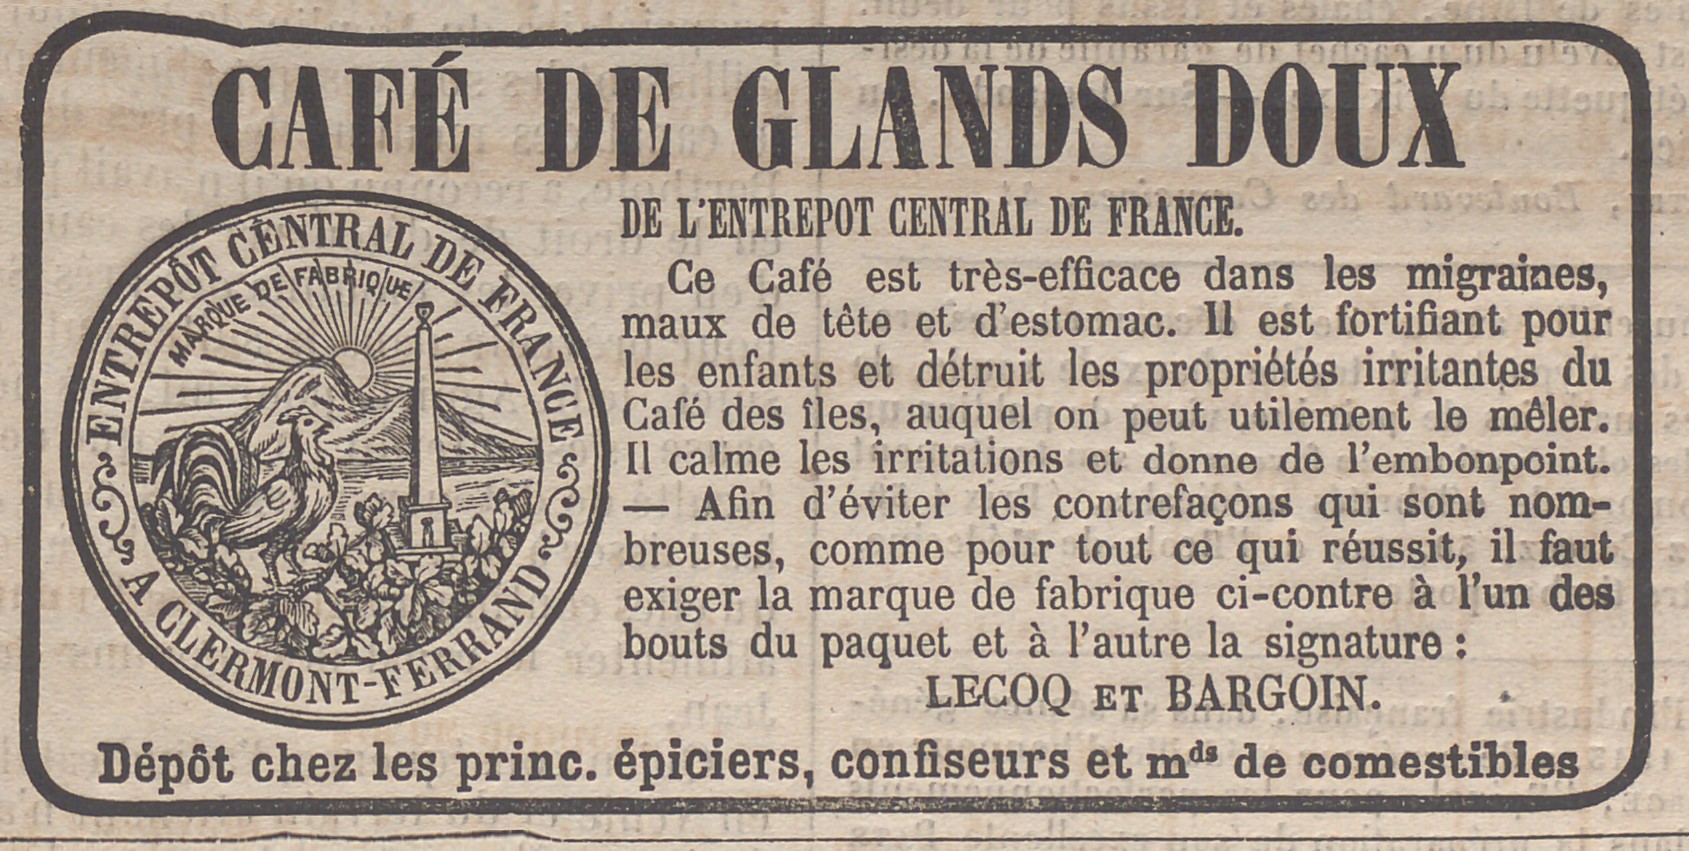 CAFÉ DE GLANDS DOUX
DE L'ENTREPOT CENTRAL DE FRANCE.
ENTREPÔT CENTRAL DE FRANCE
A CLERMONT-FERRAND
MARQUE DE FABRIQUE
Ce Café est très-efficace dans les migraines,
maux de tête et d'estomac. Il est fortifiant pour
les enfants et détruit les propriétés irritantes du
Café des îles, auquel on peut utilement le mêler.
Il calme les irritations et donne de l'embonpoint.
— Afin d'éviter les contrefaçons qui sont nom-
breuses, comme pour tout ce qui réussit, il faut
exiger la marque de fabrique ci-contre à l'un des
bouts du paquet et à l'autre la signature :
LECOQ ET BARGOIN.
Dépôt chez les princ. épiciers, confiseurs et mds de comestibles